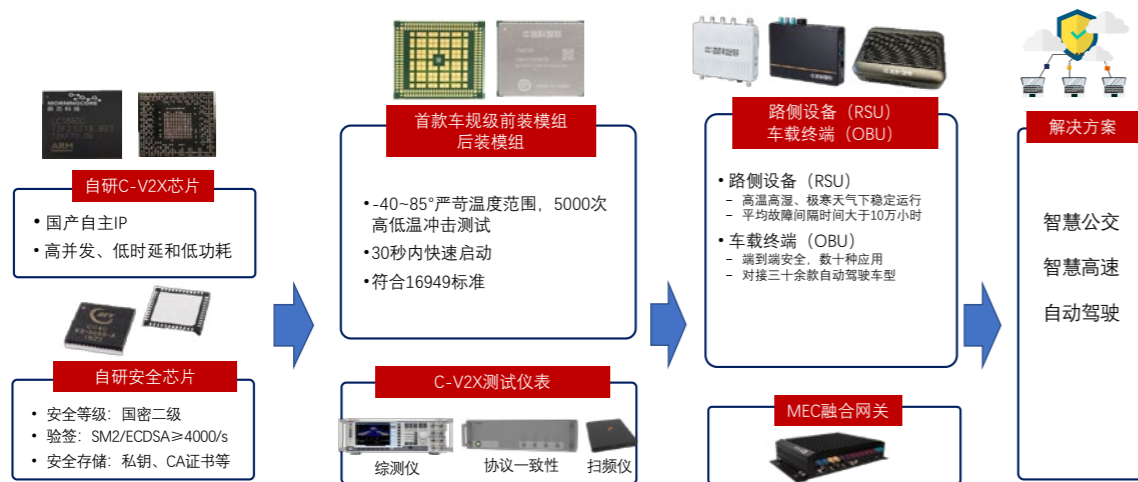 MORNINGCORE
ARM
自研C-V2X芯片
• 国产自主IP
• 高并发、低时延和低功耗
自研安全芯片
• 安全等级：国密二级
• 验签：SM2/ECDSA≥4000/s
• 安全存储：私钥、CA证书等
首款车规级前装模组
后装模组
• -40~85°严苛温度范围，5000次
高低温冲击测试
• 30秒内快速启动
• 符合16949标准
C-V2X测试仪表
综测仪
协议一致性
扫频仪
路侧设备（RSU）
车载终端（OBU）
• 路侧设备（RSU）
– 高温高湿、极寒天气下稳定运行
– 平均故障间隔时间大于10万小时
• 车载终端（OBU）
– 端到端安全，数十种应用
– 对接三十余款自动驾驶车型
MEC融合网关
解决方案
智慧公交
智慧高速
自动驾驶